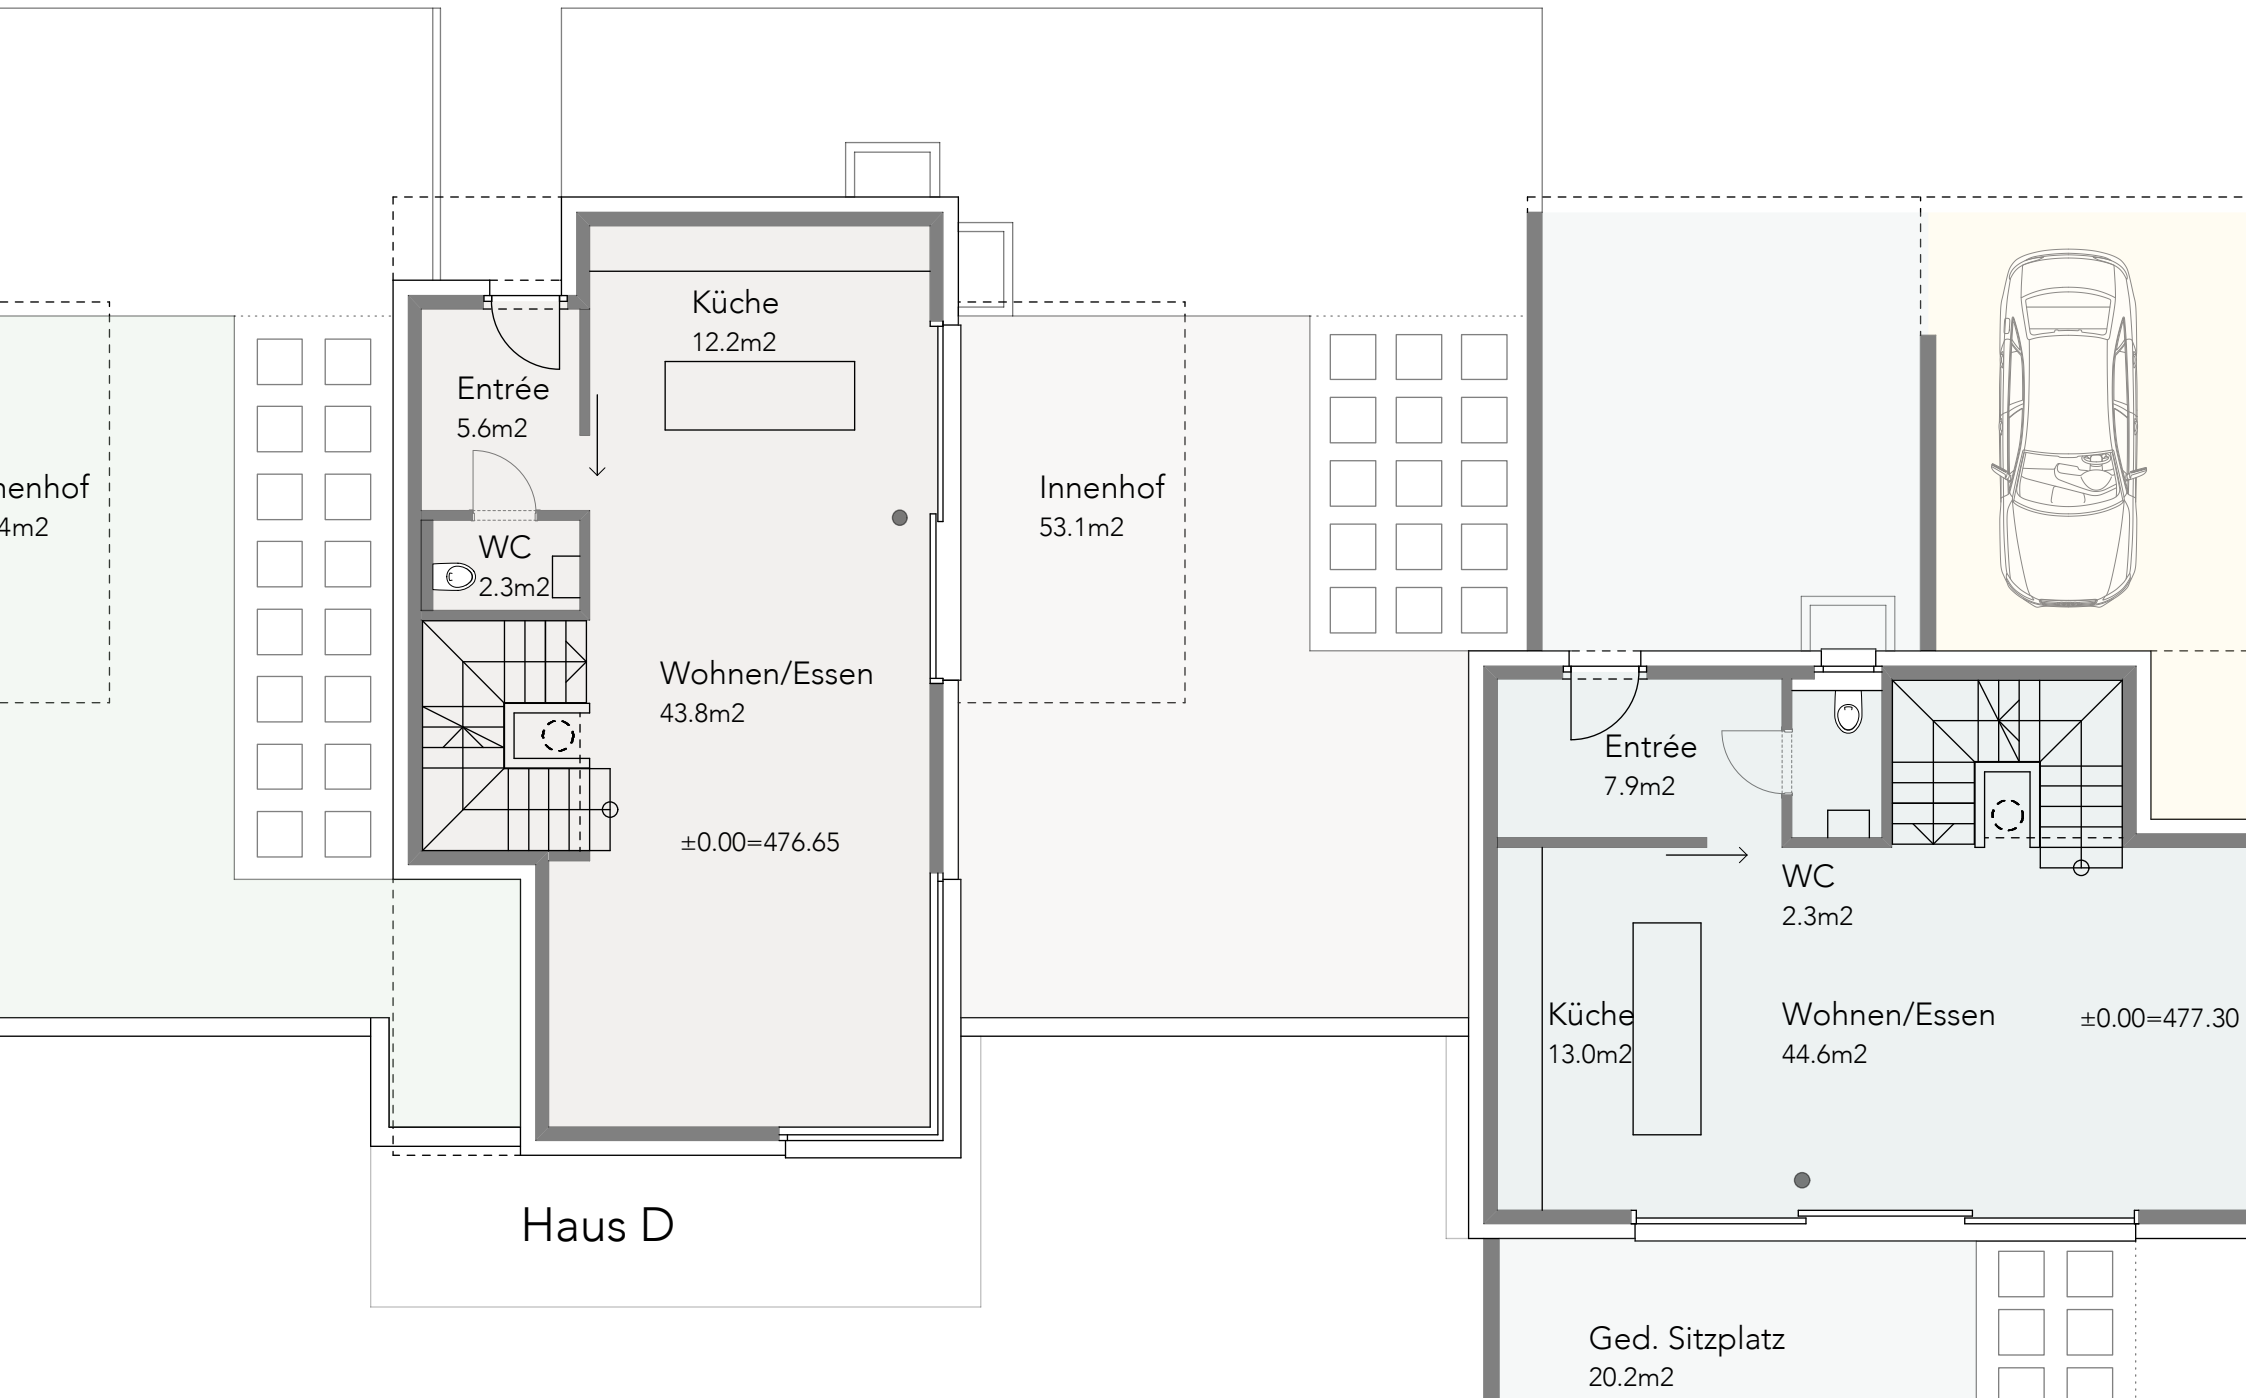 Küche
12.2m2
Entrée
5.6m2
Innenhof
53.1m2
WC
2.3m2
Wohnen/Essen
43.8m2
±0.00=476.65
Haus D
Entrée
7.9m2
WC
2.3m2
Küche
13.0m2
Wohnen/Essen
44.6m2
±0.00=477.30
Ged. Sitzplatz
20.2m2